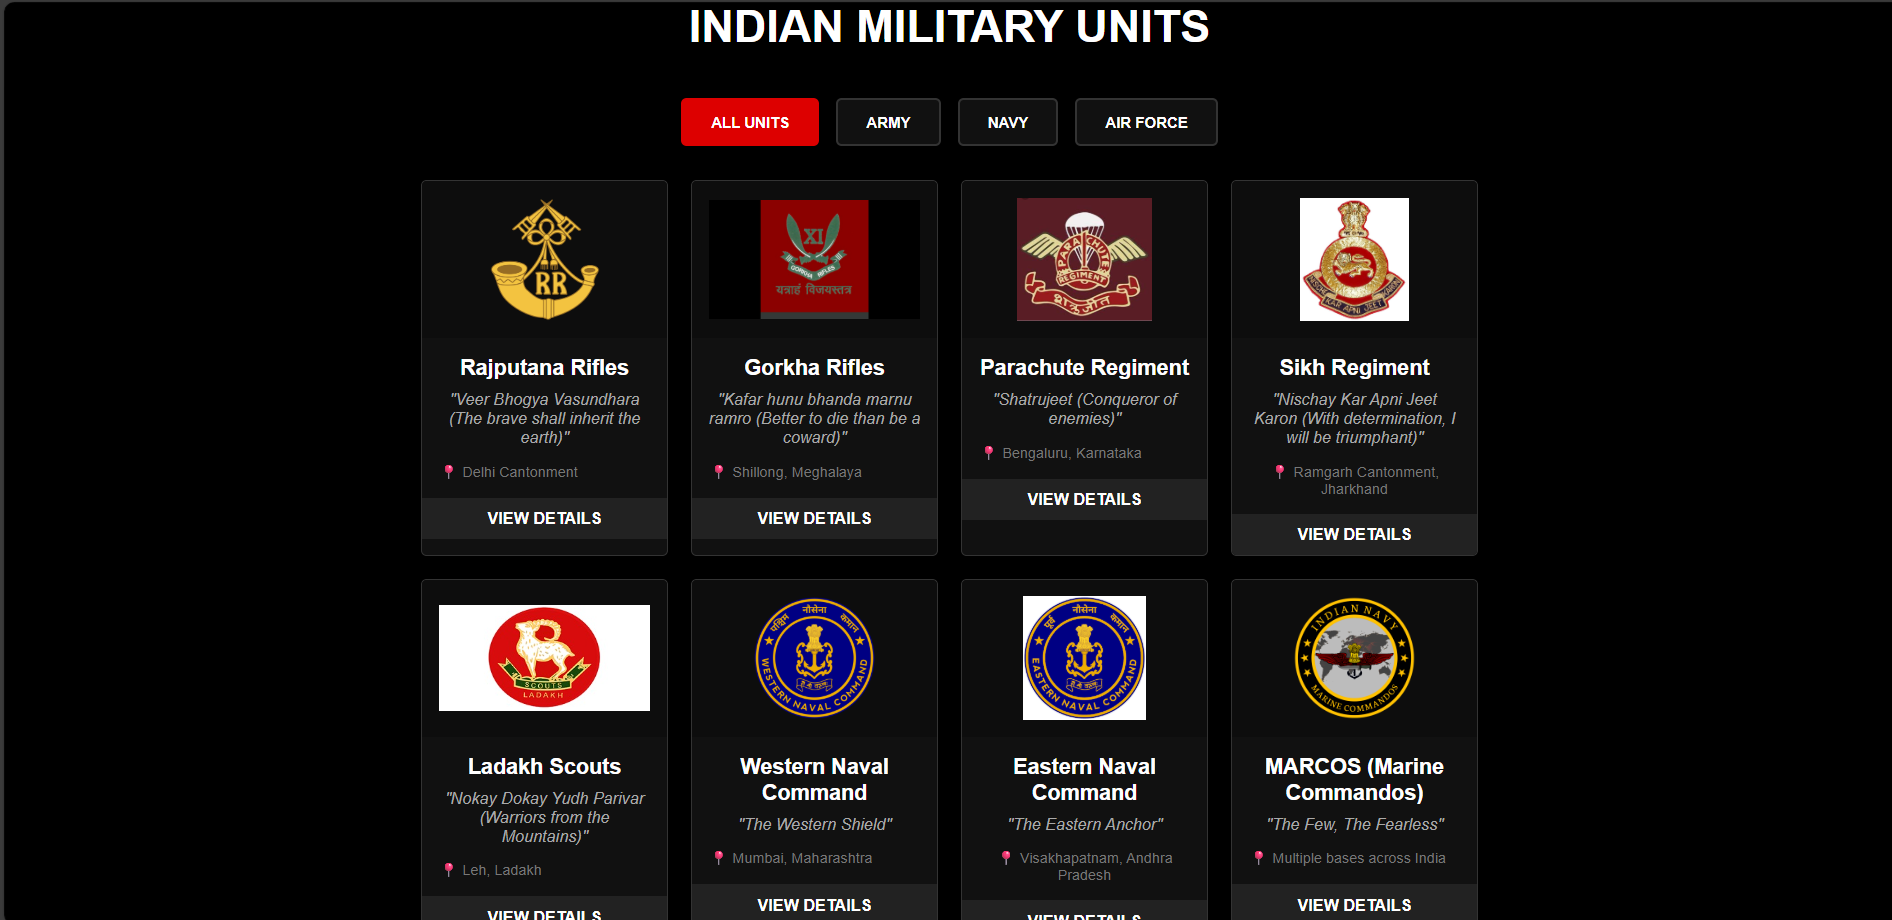 INDIAN MILITARY UNITS
ALL UNITS
ARMY
NAVY
AIR FORCE
RR
XI
GORKHA RIFLES
यत्राहं विजयस्तत्र
PARACHUTE
REGIMENT
शत्रुजीत
NISCHE KAR APNI JEET KARON
Rajputana Rifles
"Veer Bhogya Vasundhara
(The brave shall inherit the
earth)"
Delhi Cantonment
VIEW DETAILS
Gorkha Rifles
"Kafar hunu bhanda marnu
ramro (Better to die than be a
coward)"
Shillong, Meghalaya
VIEW DETAILS
Parachute Regiment
"Shatrujeet (Conqueror of
enemies)"
Bengaluru, Karnataka
VIEW DETAILS
Sikh Regiment
"Nischay Kar Apni Jeet
Karon (With determination, I
will be triumphant)"
Ramgarh Cantonment,
Jharkhand
VIEW DETAILS
SCOUTS
LADAKH
पश्चिम नौसेना कमान
WESTERN NAVAL COMMAND
पूर्व नौसेना कमान
EASTERN NAVAL COMMAND
INDIAN NAVY
MARINE COMMANDOS
Ladakh Scouts
"Nokay Dokay Yudh Parivar
(Warriors from the
Mountains)"
Leh, Ladakh
VIEW DETAILS
Western Naval
Command
"The Western Shield"
Mumbai, Maharashtra
VIEW DETAILS
Eastern Naval
Command
"The Eastern Anchor"
Visakhapatnam, Andhra
Pradesh
VIEW DETAILS
MARCOS (Marine
Commandos)
"The Few, The Fearless"
Multiple bases across India
VIEW DETAILS